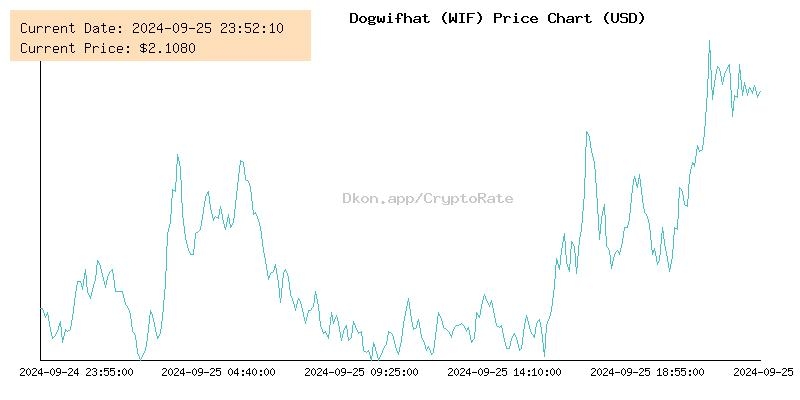 Dogwifhat (WIF) Price Chart (USD)
Current Date: 2024-09-25 23:52:10
Current Price: $2.1080
Dkon.app/CryptoRate
2024-09-24 23:55:00 2024-09-25 04:40:00 2024-09-25 09:25:00 2024-09-25 14:10:00 2024-09-25 18:55:00 2024-09-25